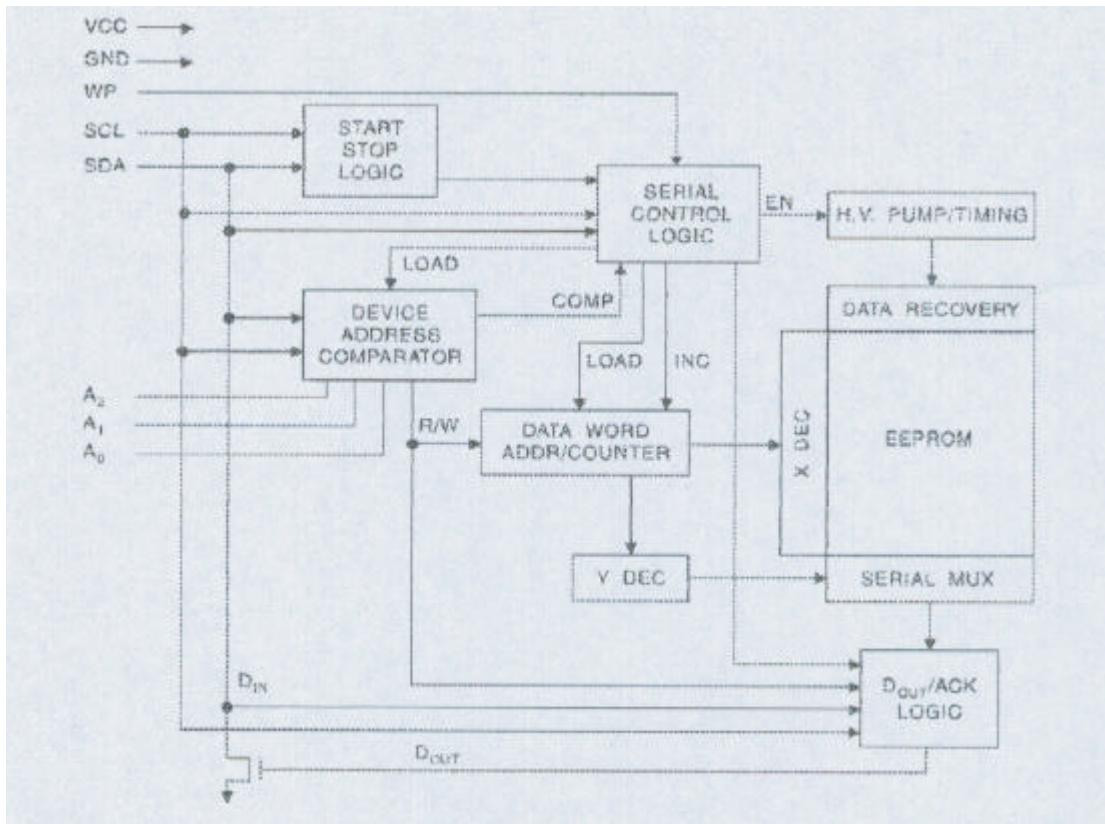 VCC
GND
WP
SCL
SDA
START
STOP
LOGIC
SERIAL
CONTROL
LOGIC
EN
H.V. PUMP/TIMING
LOAD
COMP
DEVICE
ADDRESS
COMPARATOR
DATA RECOVERY
LOAD
INC
A2
A1
A0
R/W
DATA WORD
ADDR/COUNTER
X DEC
EEPROM
Y DEC
SERIAL MUX
DIN
DOUT/ACK
LOGIC
DOUT